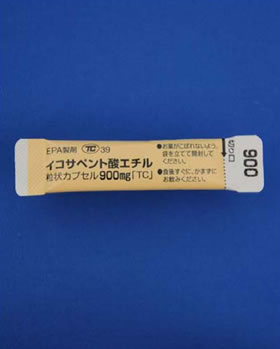 EPA製剤 TC 39
イコサペント酸エチル
粒状カプセル900mg「TC」
●お薬がこぼれないよう、
袋を立てて開封して
ください。
●食後すぐに、かまずに
お飲みください。
切り口
900